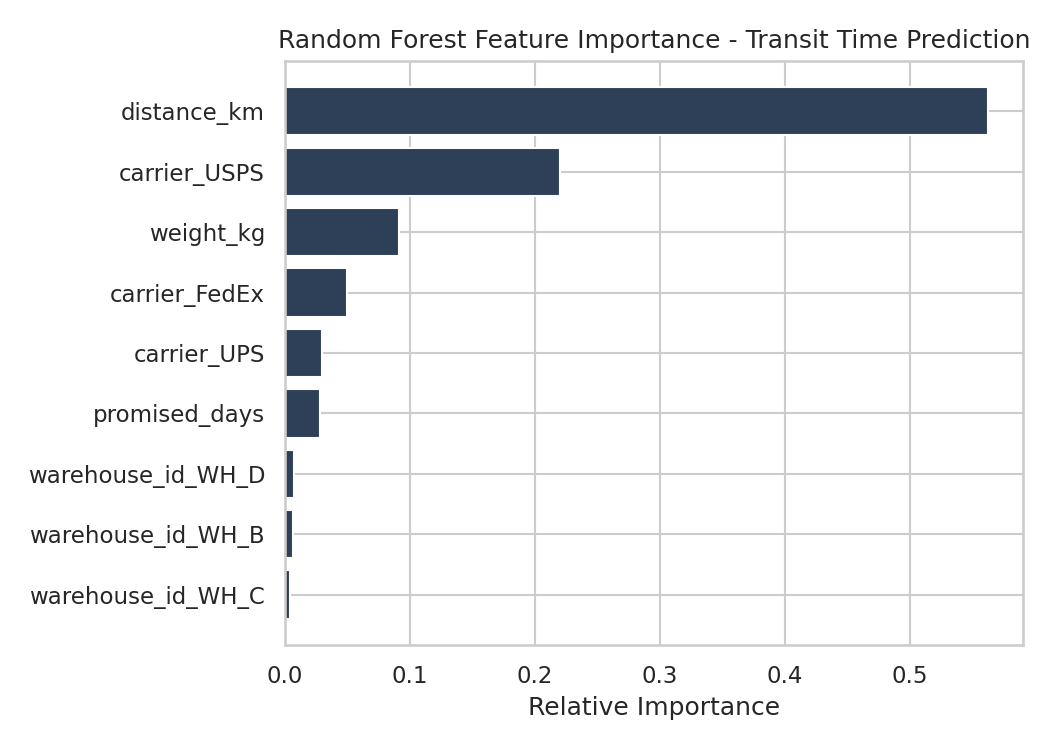 Random Forest Feature Importance - Transit Time Prediction
distance_km
carrier_USPS
weight_kg
carrier_FedEx
carrier_UPS
promised_days
warehouse_id_WH_D
warehouse_id_WH_B
warehouse_id_WH_C
0.0 0.1 0.2 0.3 0.4 0.5
Relative Importance